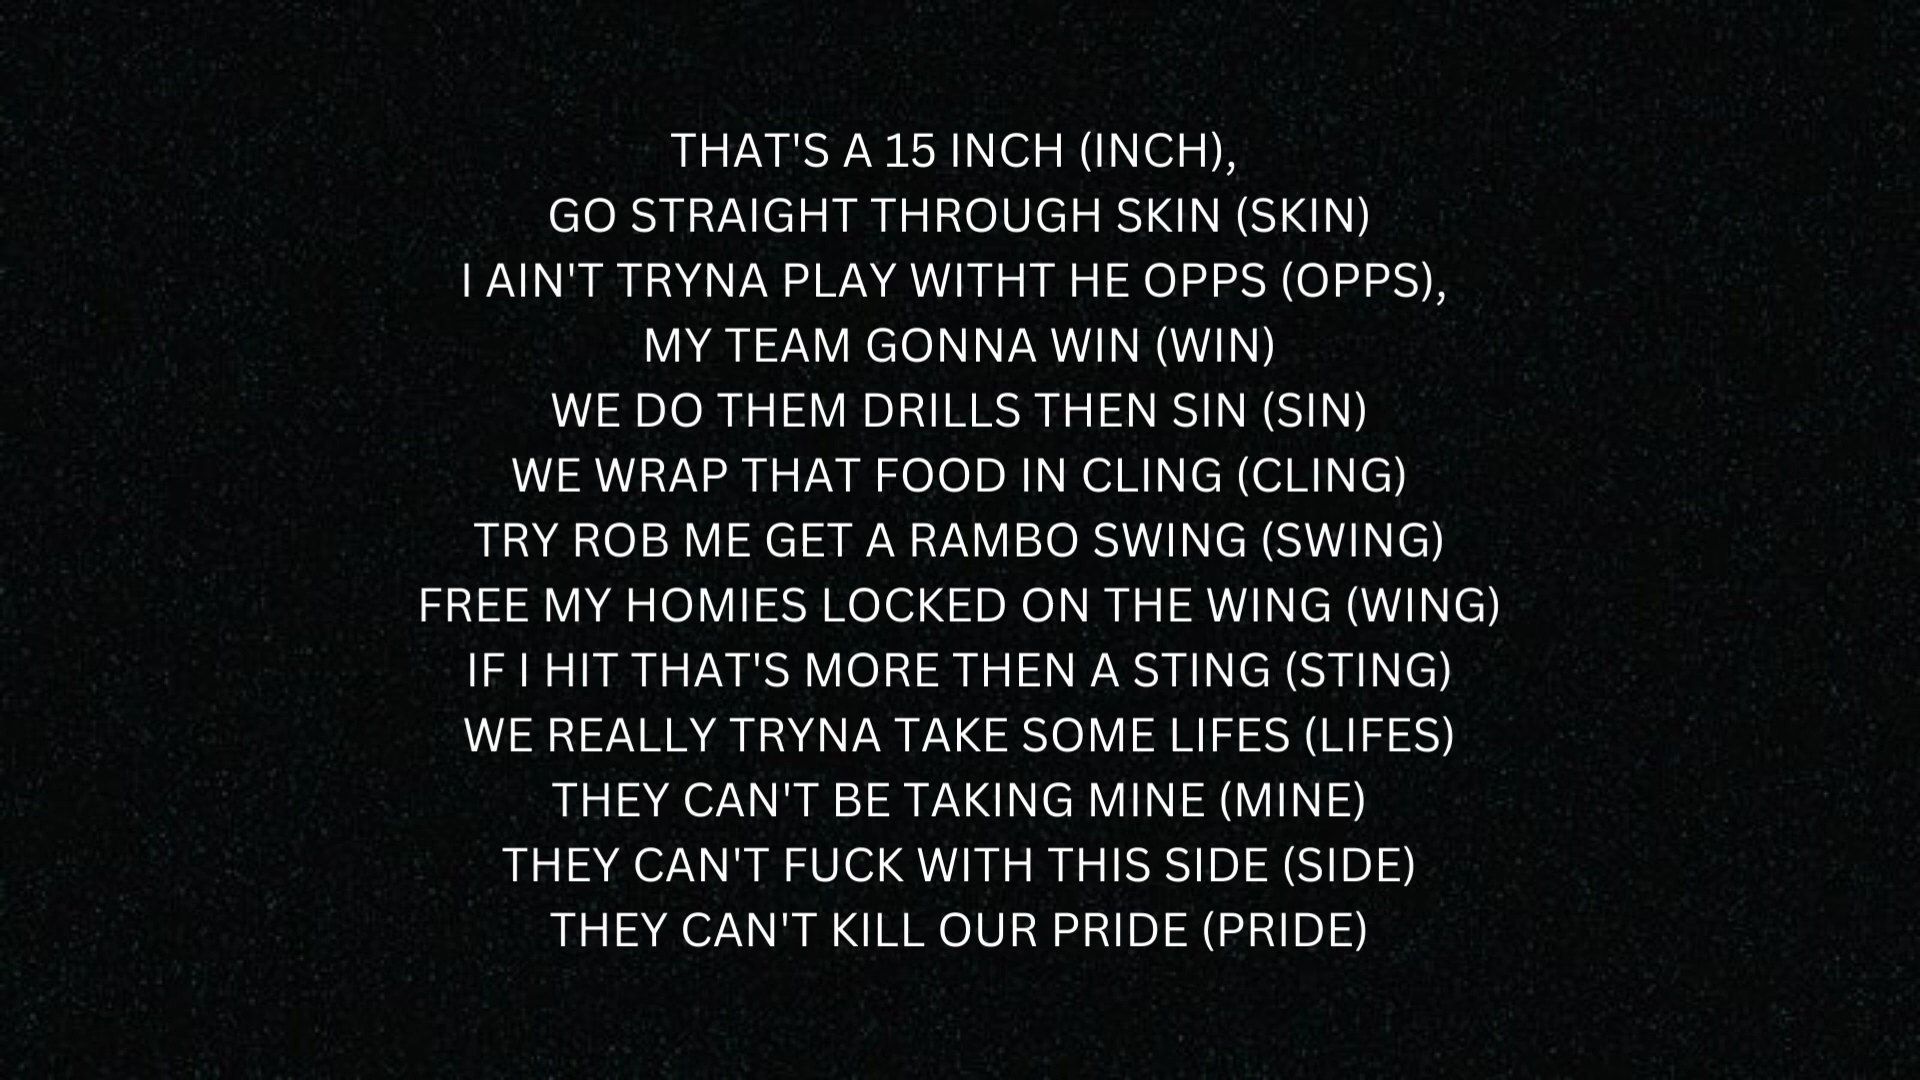 THAT'S A 15 INCH (INCH),
GO STRAIGHT THROUGH SKIN (SKIN)
I AIN'T TRYNA PLAY WITHT HE OPPS (OPPS),
MY TEAM GONNA WIN (WIN)
WE DO THEM DRILLS THEN SIN (SIN)
WE WRAP THAT FOOD IN CLING (CLING)
TRY ROB ME GET A RAMBO SWING (SWING)
FREE MY HOMIES LOCKED ON THE WING (WING)
IF I HIT THAT'S MORE THEN A STING (STING)
WE REALLY TRYNA TAKE SOME LIFES (LIFES)
THEY CAN'T BE TAKING MINE (MINE)
THEY CAN'T FUCK WITH THIS SIDE (SIDE)
THEY CAN'T KILL OUR PRIDE (PRIDE)